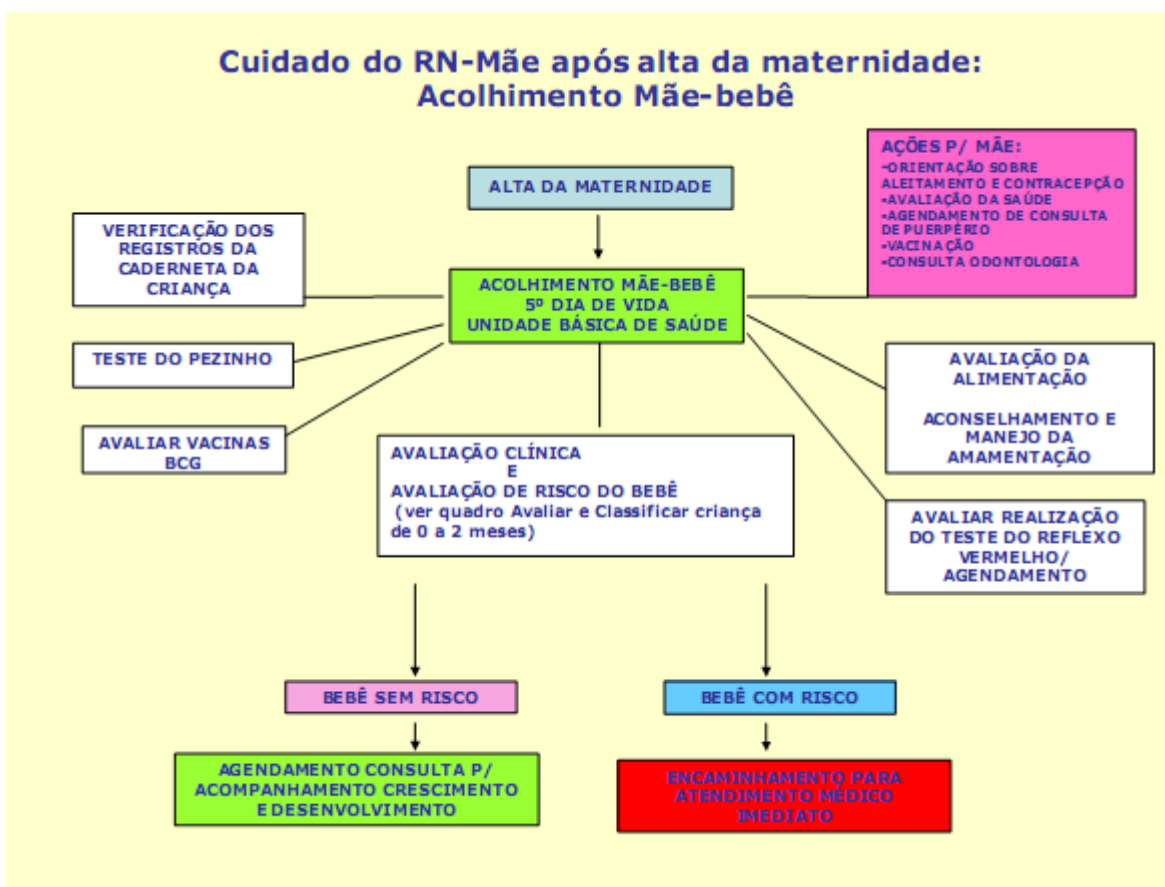 Cuidado do RN-Mãe após alta da maternidade:
Acolhimento Mãe-bebê
ALTA DA MATERNIDADE
AÇÕES P/ MÃE:
-ORIENTAÇÃO SOBRE
ALEITAMENTO E CONTRACEPÇÃO
-AVALIAÇÃO DA SAÚDE
-AGENDAMENTO DE CONSULTA
DE PUERPÉRIO
-VACINAÇÃO
-CONSULTA ODONTOLOGIA
VERIFICAÇÃO DOS
REGISTROS DA
CADERNETA DA
CRIANÇA
ACOLHIMENTO MÃE-BEBÊ
5º DIA DE VIDA
UNIDADE BÁSICA DE SAÚDE
TESTE DO PEZINHO
AVALIAÇÃO DA
ALIMENTAÇÃO
ACONSELHAMENTO E
MANEJO DA
AMAMENTAÇÃO
AVALIAR VACINAS
BCG
AVALIAÇÃO CLÍNICA
E
AVALIAÇÃO DE RISCO DO BEBÊ
(ver quadro Avaliar e Classificar criança
de 0 a 2 meses)
AVALIAR REALIZAÇÃO
DO TESTE DO REFLEXO
VERMELHO/
AGENDAMENTO
BEBÊ SEM RISCO
BEBÊ COM RISCO
AGENDAMENTO CONSULTA P/
ACOMPANHAMENTO CRESCIMENTO
E DESENVOLVIMENTO
ENCAMINHAMENTO PARA
ATENDIMENTO MÉDICO
IMEDIATO